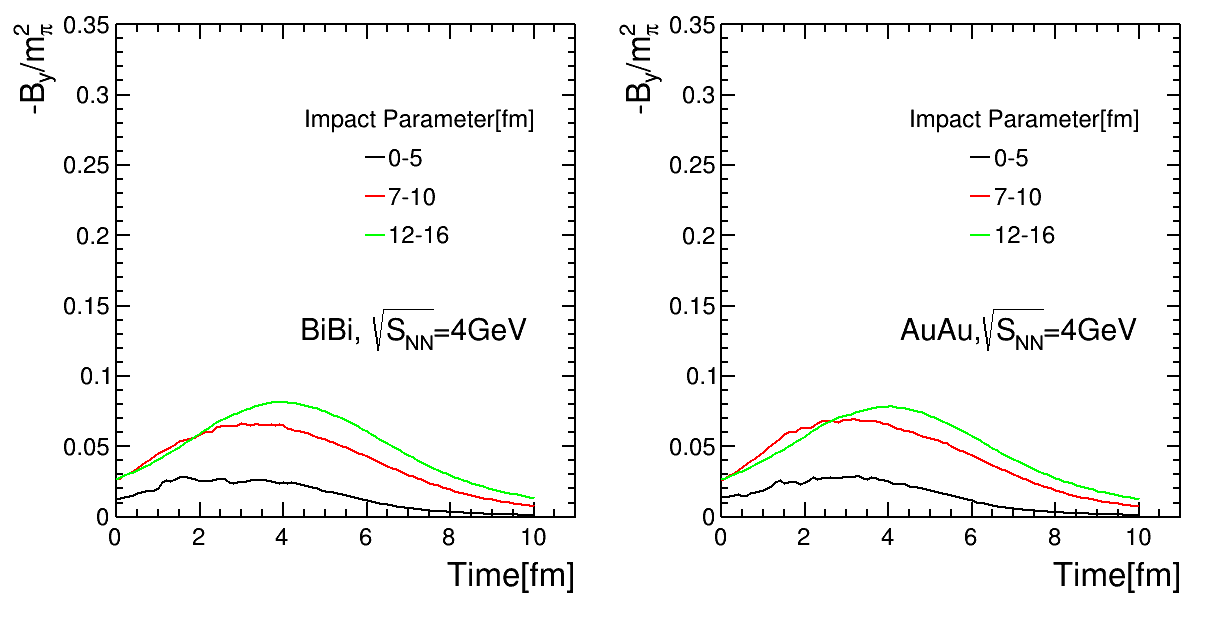 -B_y/m_π^2
0.35
0.3
0.25
0.2
0.15
0.1
0.05
0
Impact Parameter[fm]
0-5
7-10
12-16
BiBi, √S_NN=4GeV
0 2 4 6 8 10
Time[fm]
-B_y/m_π^2
0.35
0.3
0.25
0.2
0.15
0.1
0.05
0
Impact Parameter[fm]
0-5
7-10
12-16
AuAu,√S_NN=4GeV
0 2 4 6 8 10
Time[fm]